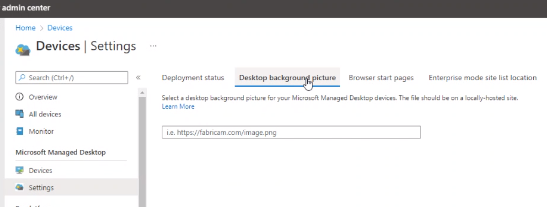 admin center
Home > Devices
Devices | Settings ...
Search (Ctrl+/) «
Deployment status Desktop background picture Browser start pages Enterprise mode site list location
Select a desktop background picture for your Microsoft Managed Desktop devices. The file should be on a locally-hosted site.
Learn More
i.e. https://fabricam.com/image.png
Overview
All devices
Monitor
Microsoft Managed Desktop
Devices
Settings